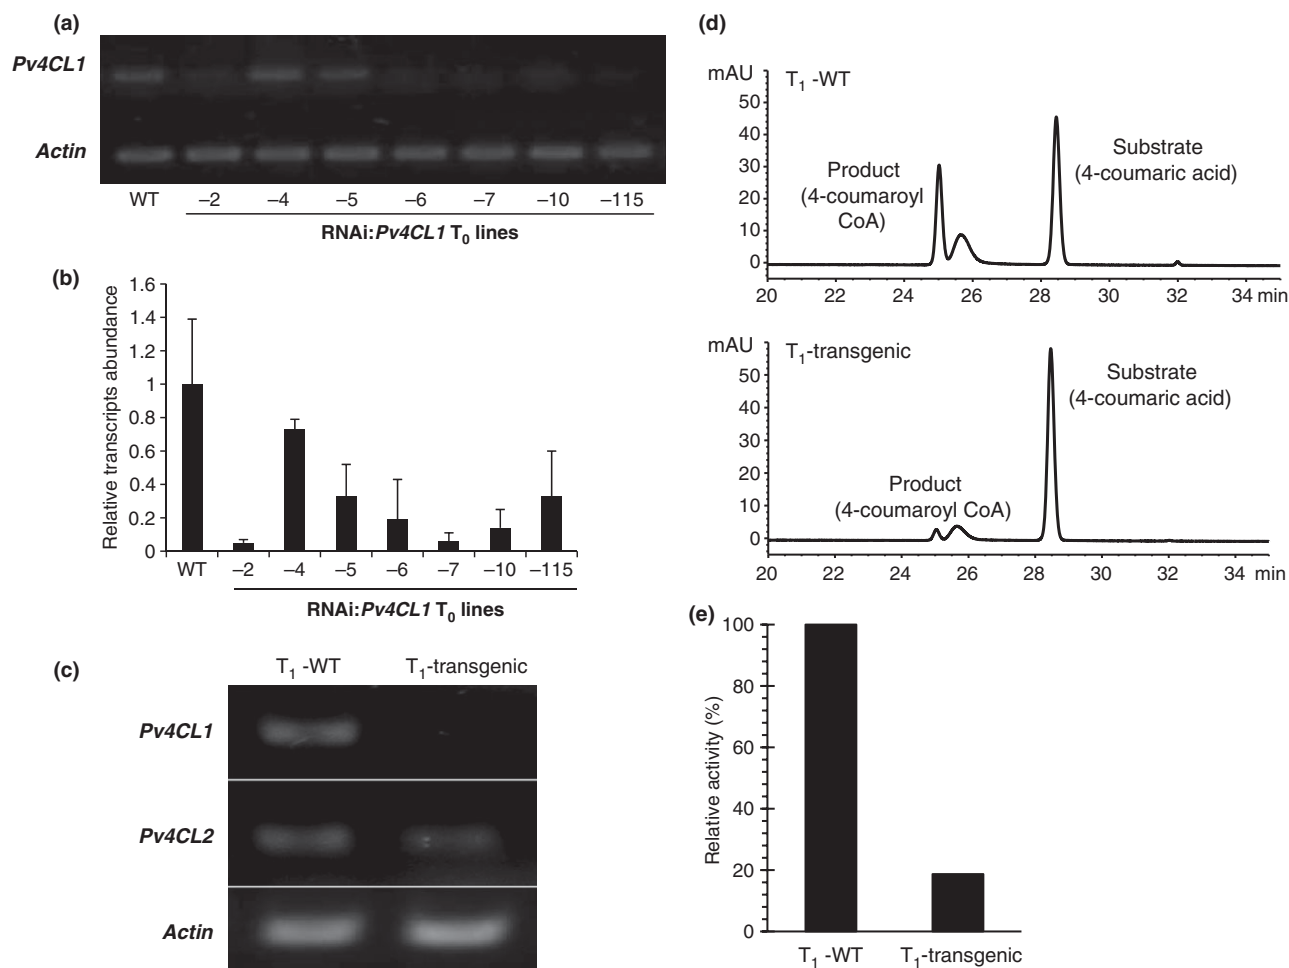 (a)
Pv4CL1
Actin
WT –2 –4 –5 –6 –7 –10 –115
RNAi:Pv4CL1 T0 lines
(b)
Relative transcripts abundance
1.6
1.4
1.2
1
0.8
0.6
0.4
0.2
0
WT –2 –4 –5 –6 –7 –10 –115
RNAi:Pv4CL1 T0 lines
(c)
T1 -WT T1-transgenic
Pv4CL1
Pv4CL2
Actin
(d)
mAU
T1 -WT
50
40
30
20
10
0
Product
(4-coumaroyl
CoA)
Substrate
(4-coumaric acid)
20 22 24 26 28 30 32 34 min
mAU
T1-transgenic
50
40
30
20
10
0
Product
(4-coumaroyl CoA)
Substrate
(4-coumaric acid)
20 22 24 26 28 30 32 34 min
(e)
Relative activity (%)
100
80
60
40
20
0
T1 -WT T1-transgenic